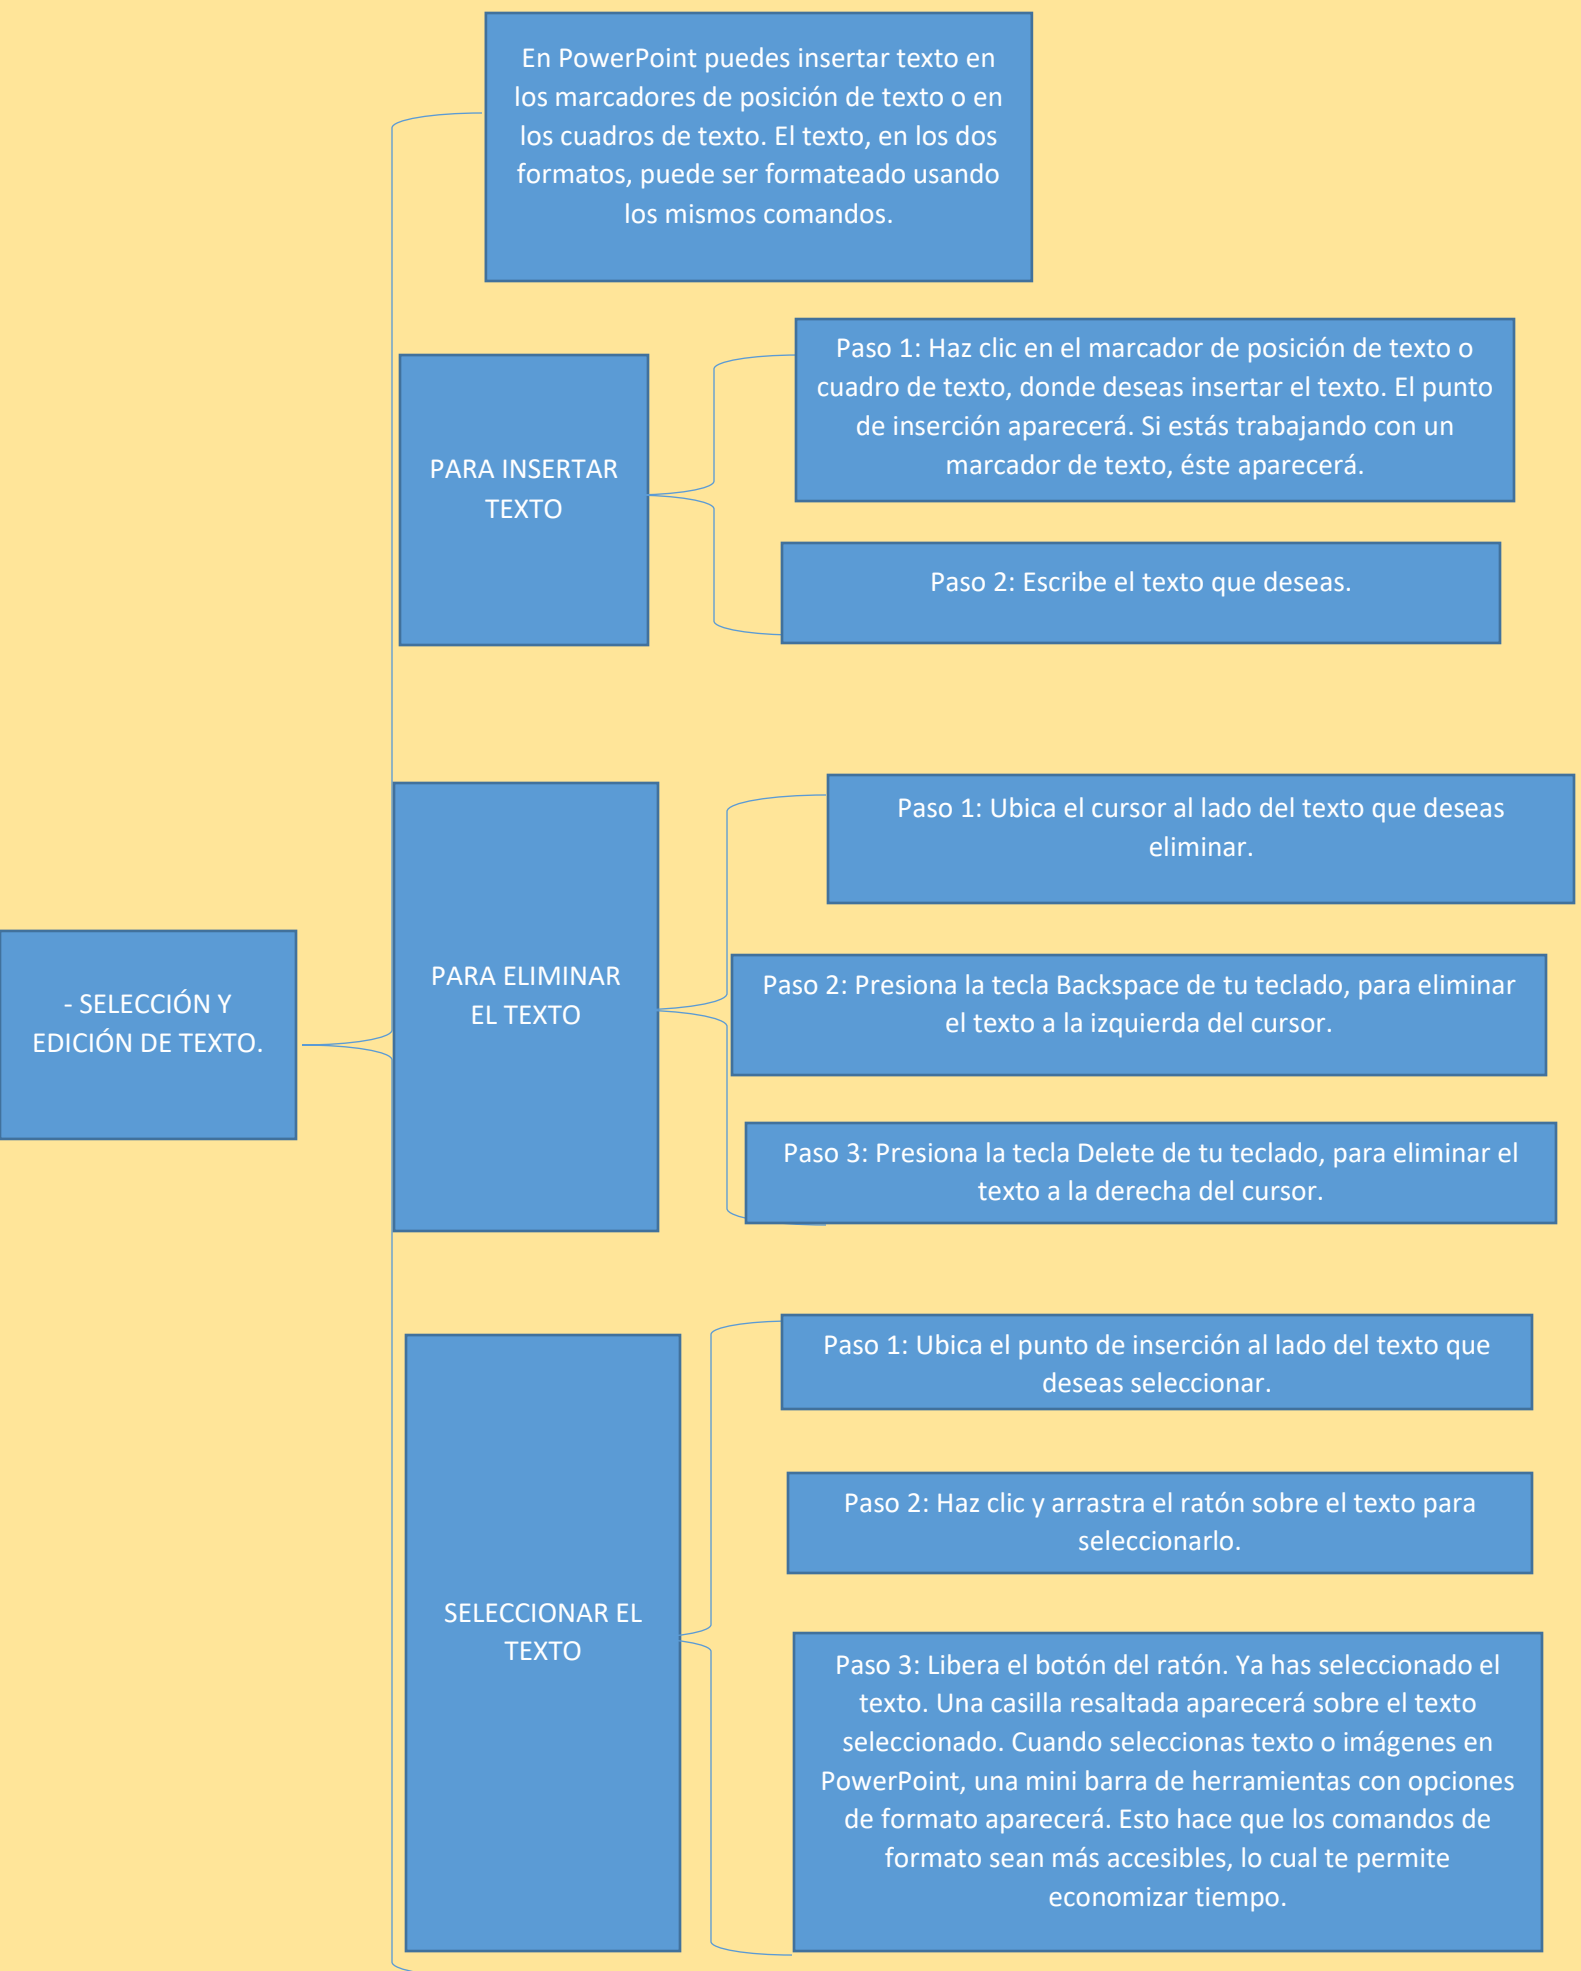 En PowerPoint puedes insertar texto en
los marcadores de posición de texto o en
los cuadros de texto. El texto, en los dos
formatos, puede ser formateado usando
los mismos comandos.
PARA INSERTAR
TEXTO
Paso 1: Haz clic en el marcador de posición de texto o
cuadro de texto, donde deseas insertar el texto. El punto
de inserción aparecerá. Si estás trabajando con un
marcador de texto, éste aparecerá.
Paso 2: Escribe el texto que deseas.
- SELECCIÓN Y
EDICIÓN DE TEXTO.
PARA ELIMINAR
EL TEXTO
Paso 1: Ubica el cursor al lado del texto que deseas
eliminar.
Paso 2: Presiona la tecla Backspace de tu teclado, para eliminar
el texto a la izquierda del cursor.
Paso 3: Presiona la tecla Delete de tu teclado, para eliminar el
texto a la derecha del cursor.
SELECCIONAR EL
TEXTO
Paso 1: Ubica el punto de inserción al lado del texto que
deseas seleccionar.
Paso 2: Haz clic y arrastra el ratón sobre el texto para
seleccionarlo.
Paso 3: Libera el botón del ratón. Ya has seleccionado el
texto. Una casilla resaltada aparecerá sobre el texto
seleccionado. Cuando seleccionas texto o imágenes en
PowerPoint, una mini barra de herramientas con opciones
de formato aparecerá. Esto hace que los comandos de
formato sean más accesibles, lo cual te permite
economizar tiempo.